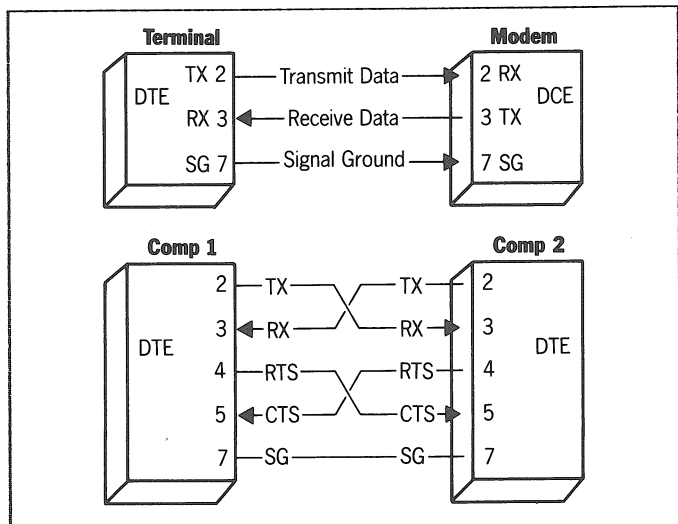 Terminal Modem
TX 2 Transmit Data 2 RX
DTE DCE
RX 3 Receive Data 3 TX
SG 7 Signal Ground 7 SG
Comp 1 Comp 2
2 TX TX 2
3 RX RX 3
DTE DTE
4 RTS RTS 4
5 CTS CTS 5
7 SG SG 7